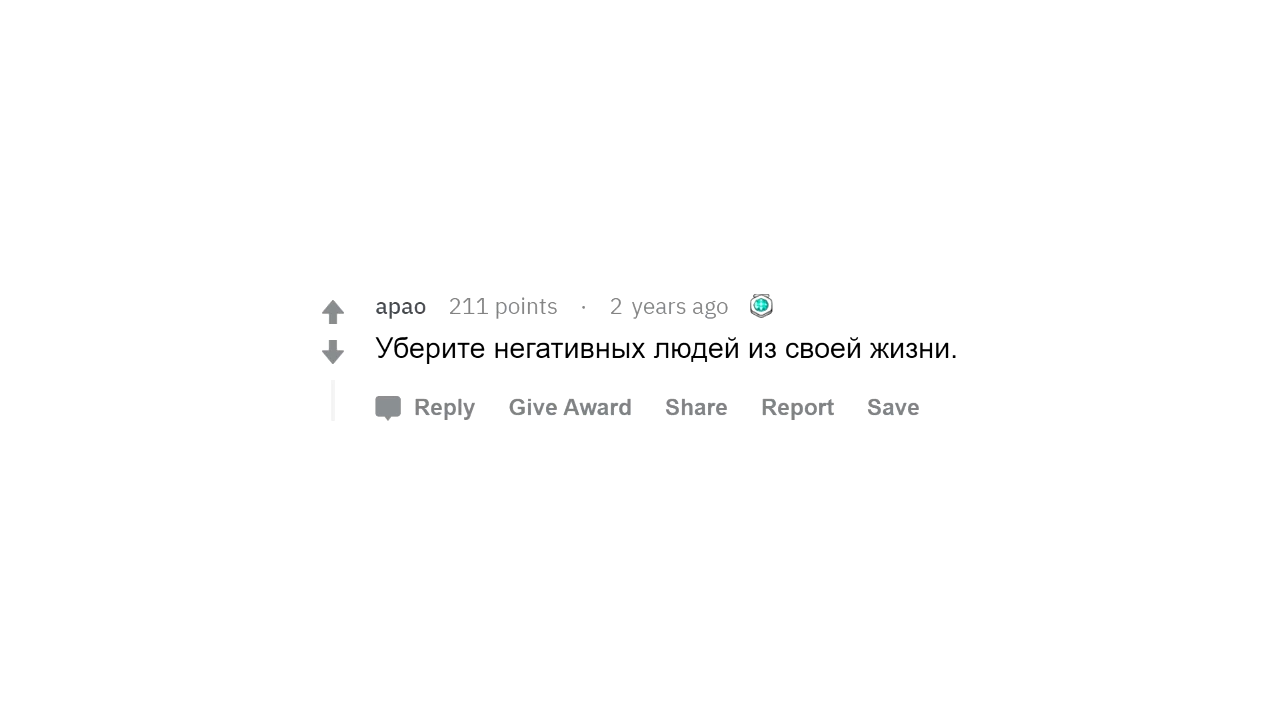 apao 211 points · 2 years ago
Уберите негативных людей из своей жизни.
Reply Give Award Share Report Save